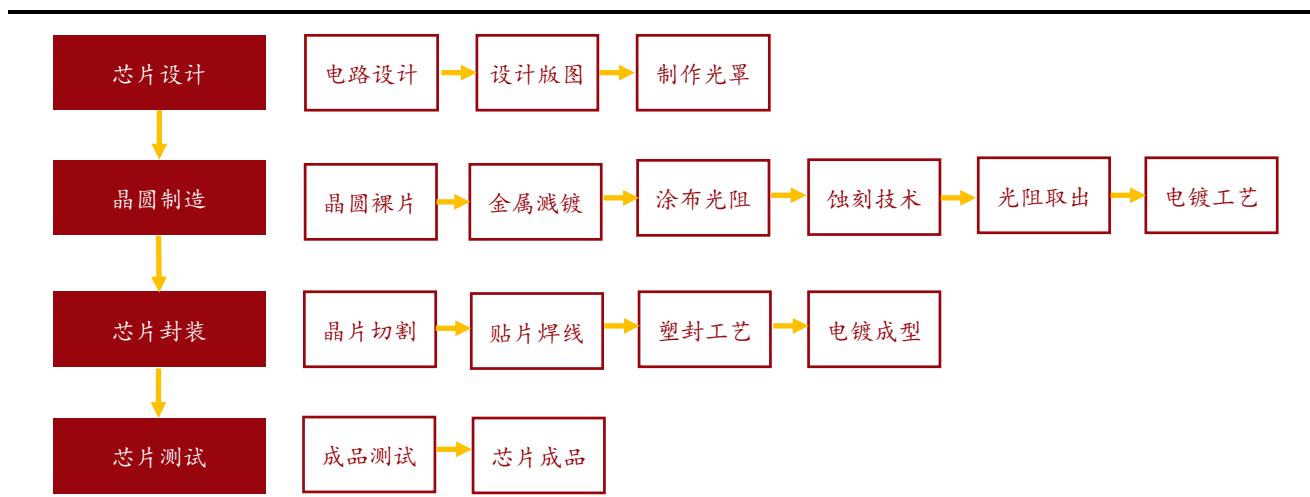 芯片设计
电路设计
设计版图
制作光罩
晶圆制造
晶圆裸片
金属溅镀
涂布光阻
蚀刻技术
光阻取出
电镀工艺
芯片封装
晶片切割
贴片焊线
塑封工艺
电镀成型
芯片测试
成品测试
芯片成品